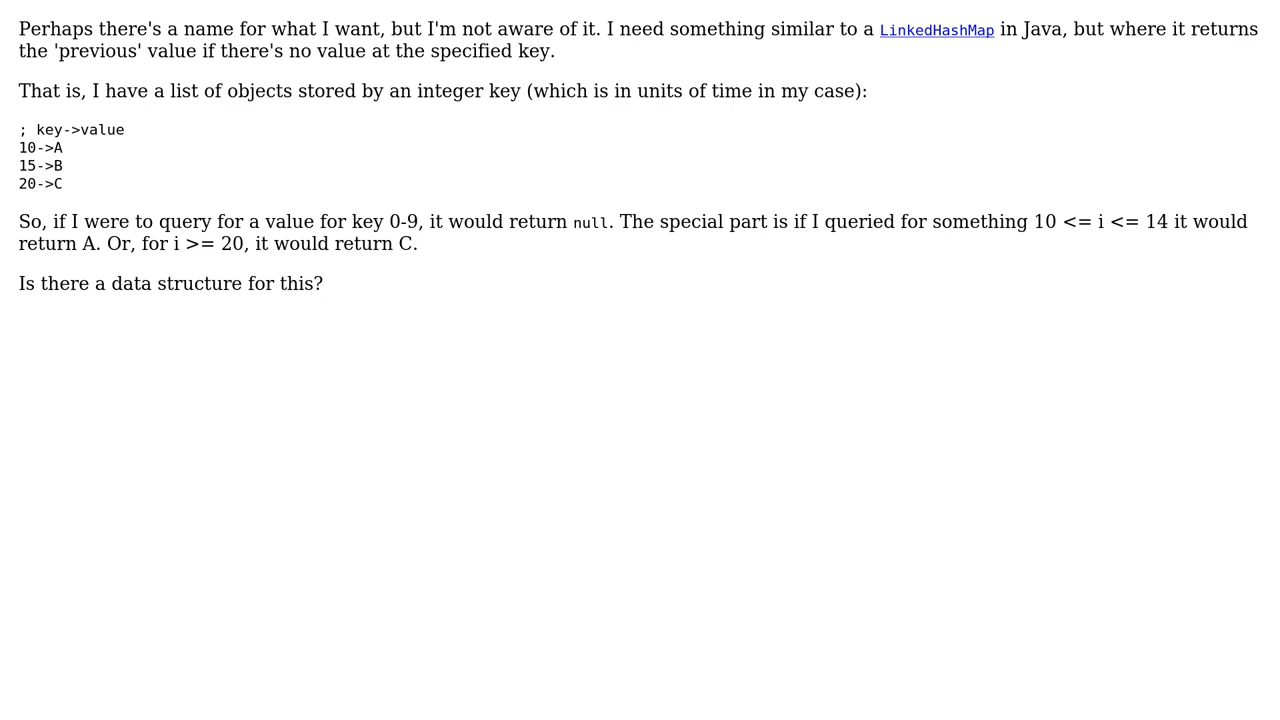 Perhaps there's a name for what I want, but I'm not aware of it. I need something similar to a LinkedHashMap in Java, but where it returns
the 'previous' value if there's no value at the specified key.
That is, I have a list of objects stored by an integer key (which is in units of time in my case):
; key->value
10->A
15->B
20->C
So, if I were to query for a value for key 0-9, it would return null. The special part is if I queried for something 10 <= i <= 14 it would
return A. Or, for i >= 20, it would return C.
Is there a data structure for this?